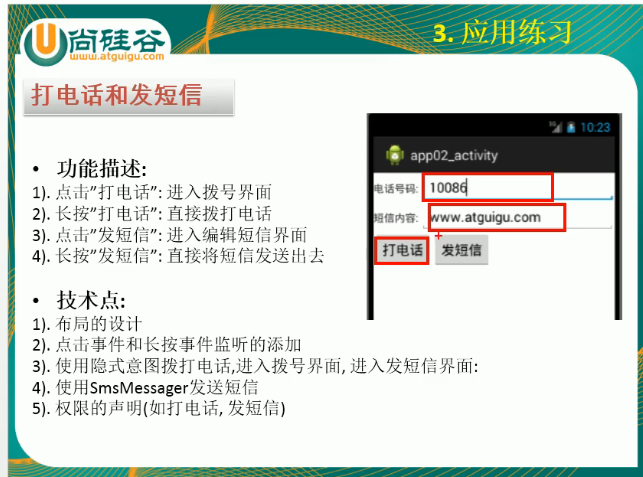 尚硅谷
www.atguigu.com
3. 应用练习
打电话和发短信
• 功能描述:
1). 点击”打电话”: 进入拨号界面
2). 长按”打电话”: 直接拨打电话
3). 点击”发短信”: 进入编辑短信界面
4). 长按”发短信”: 直接将短信发送出去
• 技术点:
1). 布局的设计
2). 点击事件和长按事件监听的添加
3). 使用隐式意图拨打电话,进入拨号界面, 进入发短信界面:
4). 使用SmsMessager发送短信
5). 权限的声明(如打电话, 发短信)
10:23
app02_activity
电话号码: 10086
短信内容: www.atguigu.com
打电话 发短信